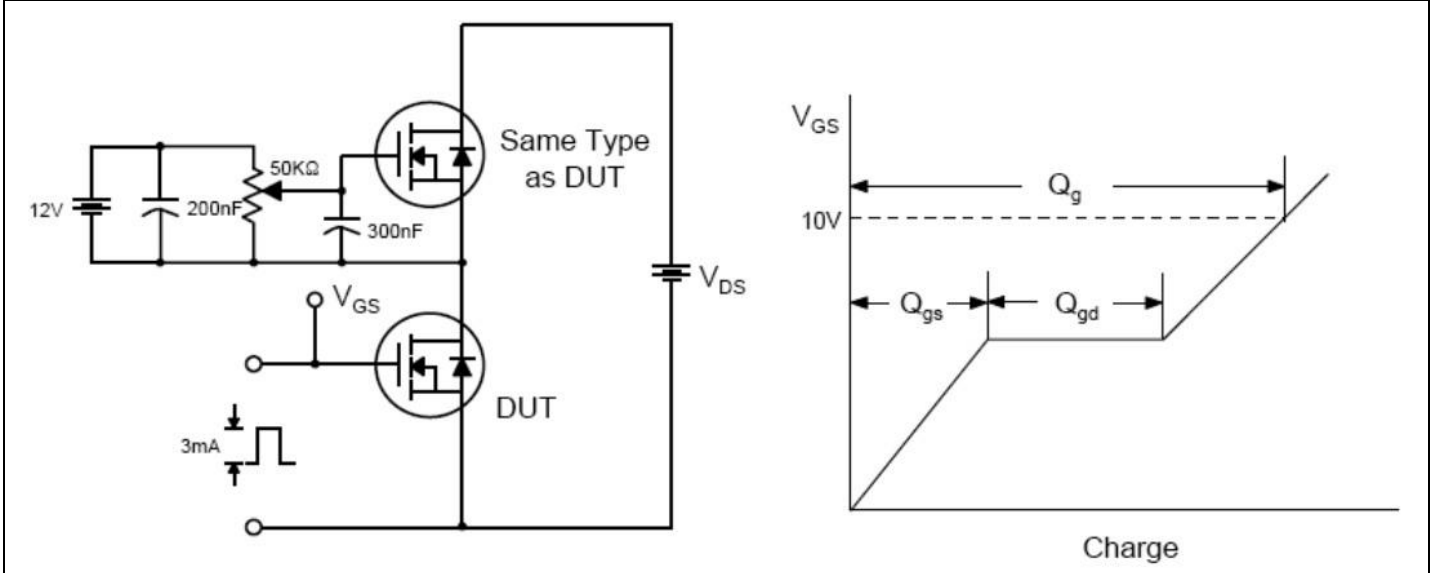 Same Type
as DUT
50KΩ
12V
200nF
300nF
V_GS
V_DS
DUT
3mA
V_GS
Q_g
10V
Q_gs
Q_gd
Charge